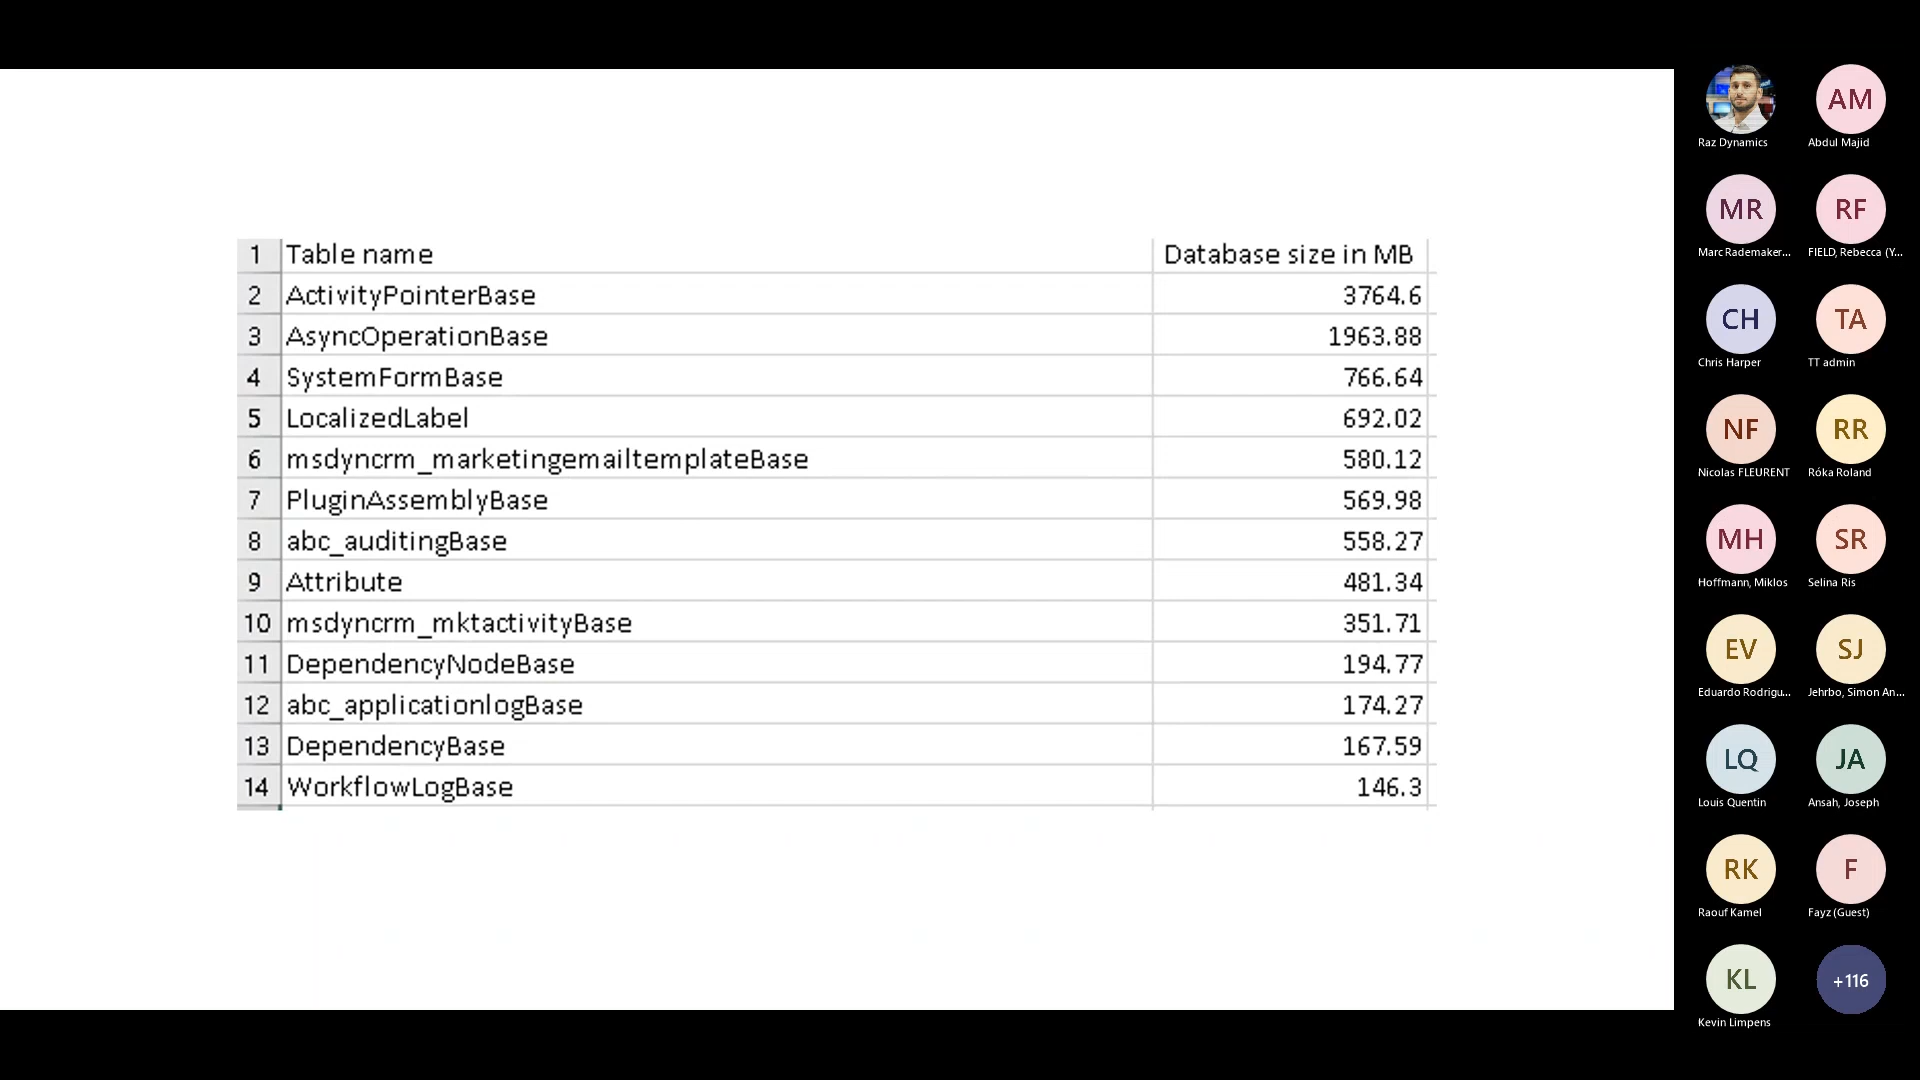 1 Table name Database size in MB
2 ActivityPointerBase 3764.6
3 AsyncOperationBase 1963.88
4 SystemFormBase 766.64
5 LocalizedLabel 692.02
6 msdyncrm_marketingemailtemplateBase 580.12
7 PluginAssemblyBase 569.98
8 abc_auditingBase 558.27
9 Attribute 481.34
10 msdyncrm_mktactivityBase 351.71
11 DependencyNodeBase 194.77
12 abc_applicationlogBase 174.27
13 DependencyBase 167.59
14 WorkflowLogBase 146.3
AM
Raz Dynamics Abdul Majid
MR RF
Marc Rademaker... FIELD, Rebecca (Y...
CH TA
Chris Harper TT admin
NF RR
Nicolas FLEURENT Róka Roland
MH SR
Hoffmann, Miklos Selina Ris
EV SJ
Eduardo Rodrigu... Jehrbo, Simon An...
LQ JA
Louis Quentin Ansah, Joseph
RK F
Raouf Kamel Fayz (Guest)
KL +116
Kevin Limpens